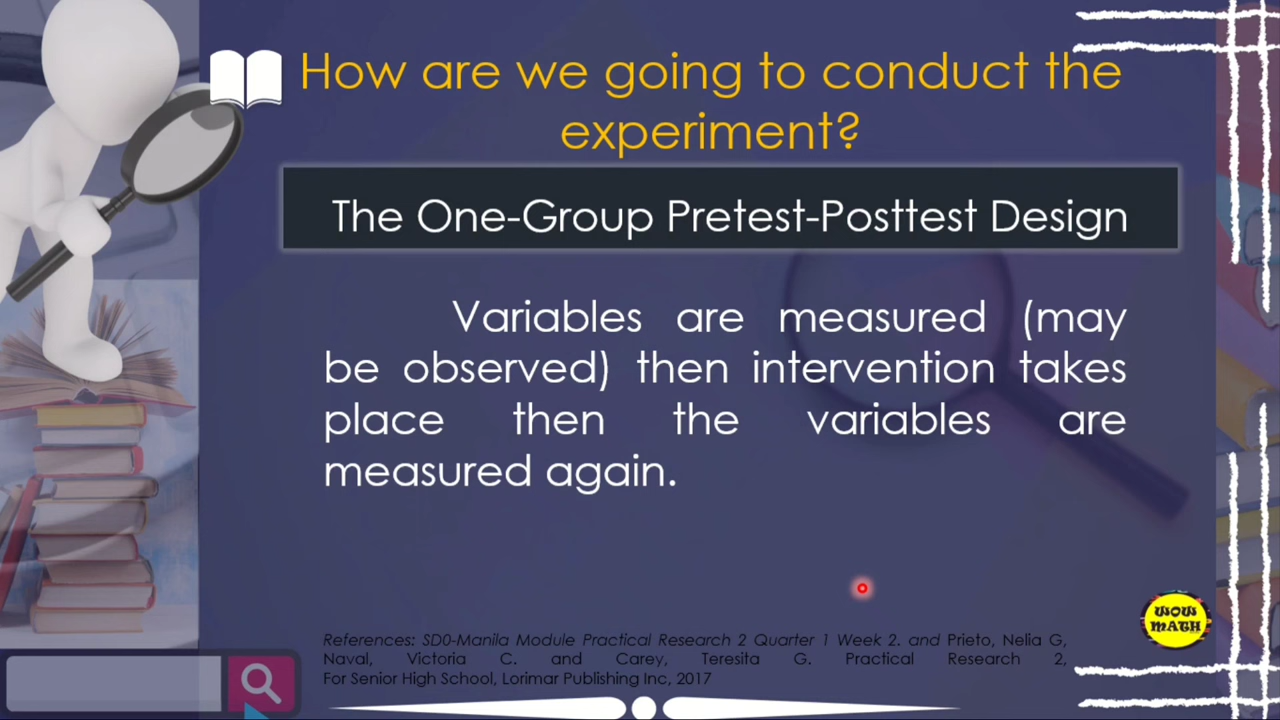 How are we going to conduct the
experiment?
The One-Group Pretest-Posttest Design
Variables are measured (may
be observed) then intervention takes
place then the variables are
measured again.
WOW
MATH
References: SD0-Manila Module Practical Research 2 Quarter 1 Week 2. and Prieto, Nelia G,
Naval, Victoria C. and Carey, Teresita G. Practical Research 2,
For Senior High School, Lorimar Publishing Inc, 2017